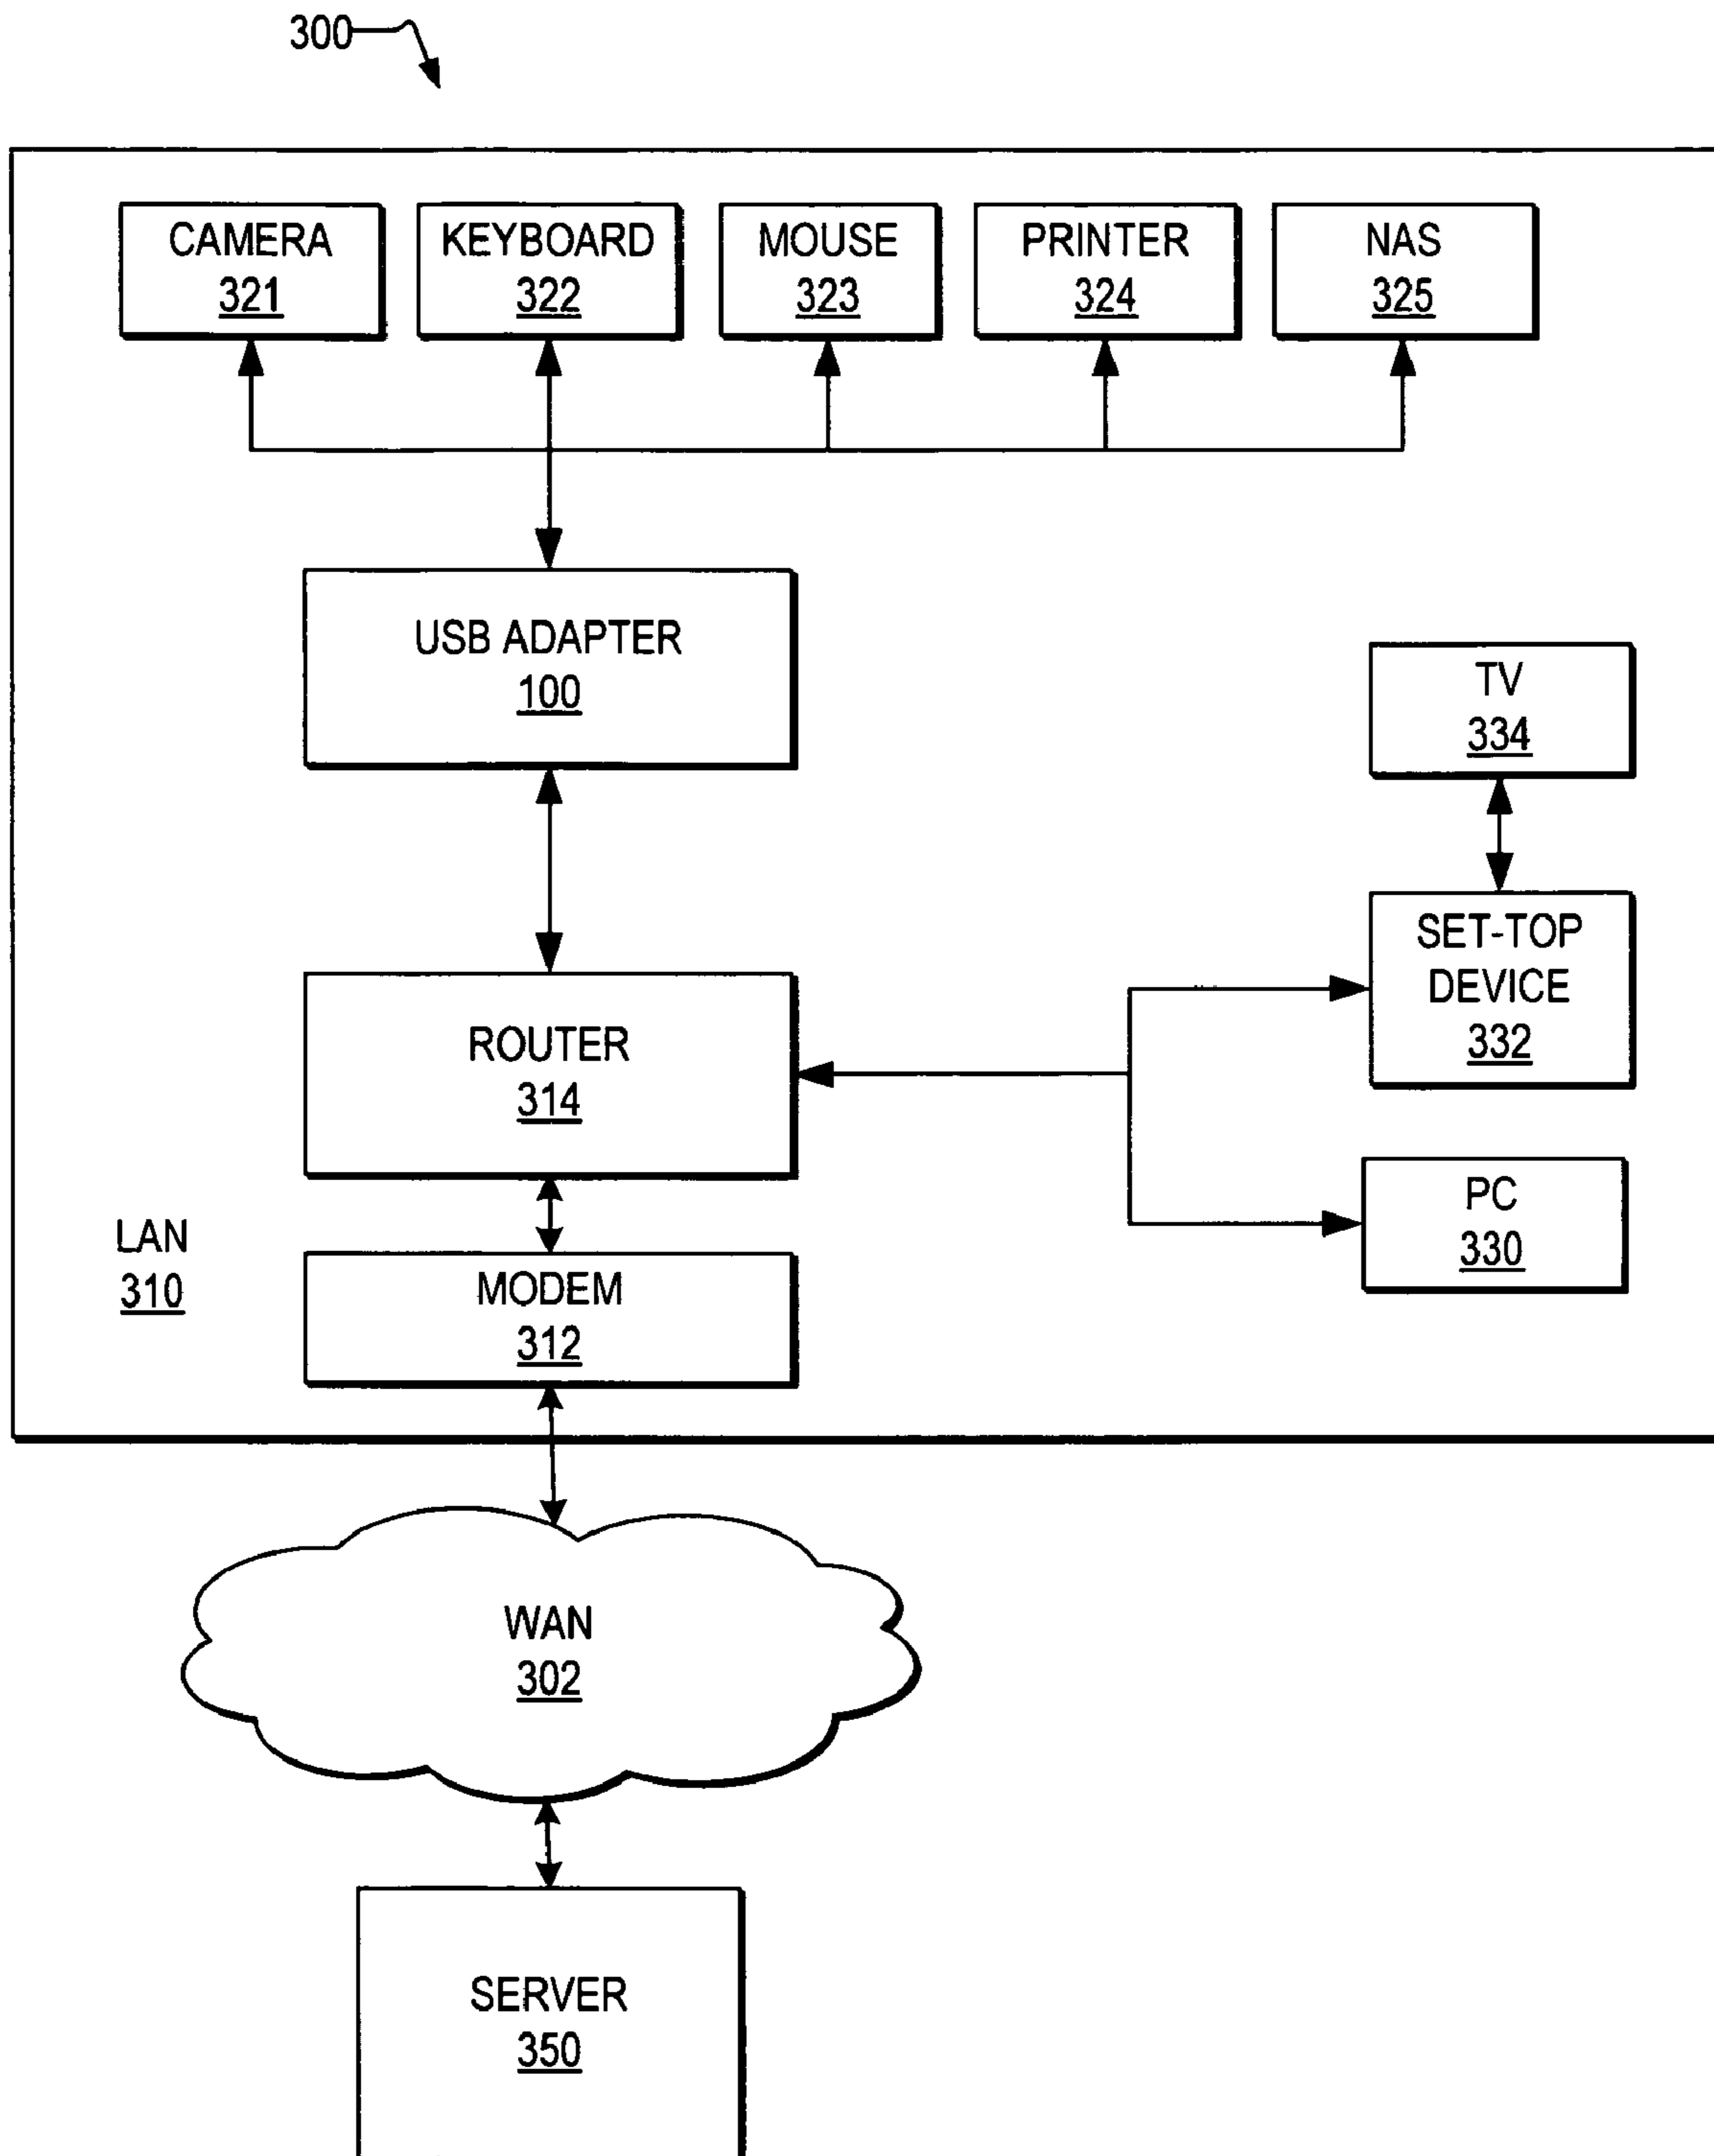 300
CAMERA
321
KEYBOARD
322
MOUSE
323
PRINTER
324
NAS
325
USB ADAPTER
100
TV
334
SET-TOP
DEVICE
332
ROUTER
314
PC
330
LAN
310
MODEM
312
WAN
302
SERVER
350